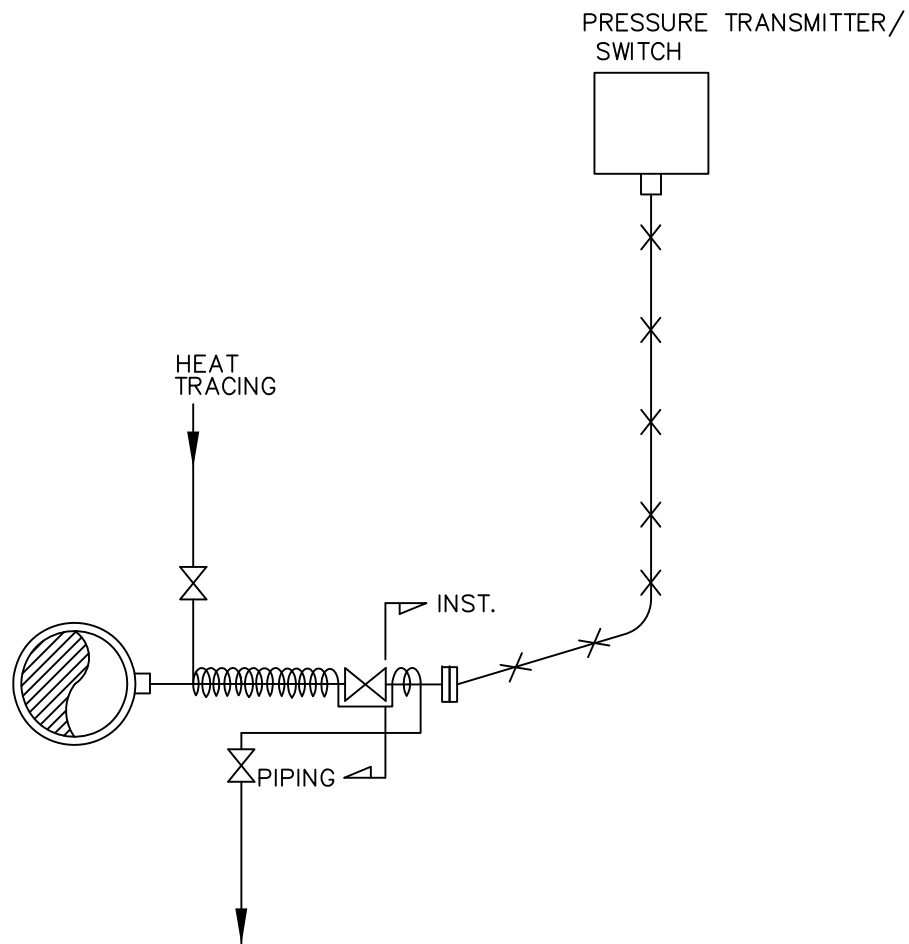 PRESSURE TRANSMITTER/
SWITCH
HEAT
TRACING
INST.
PIPING